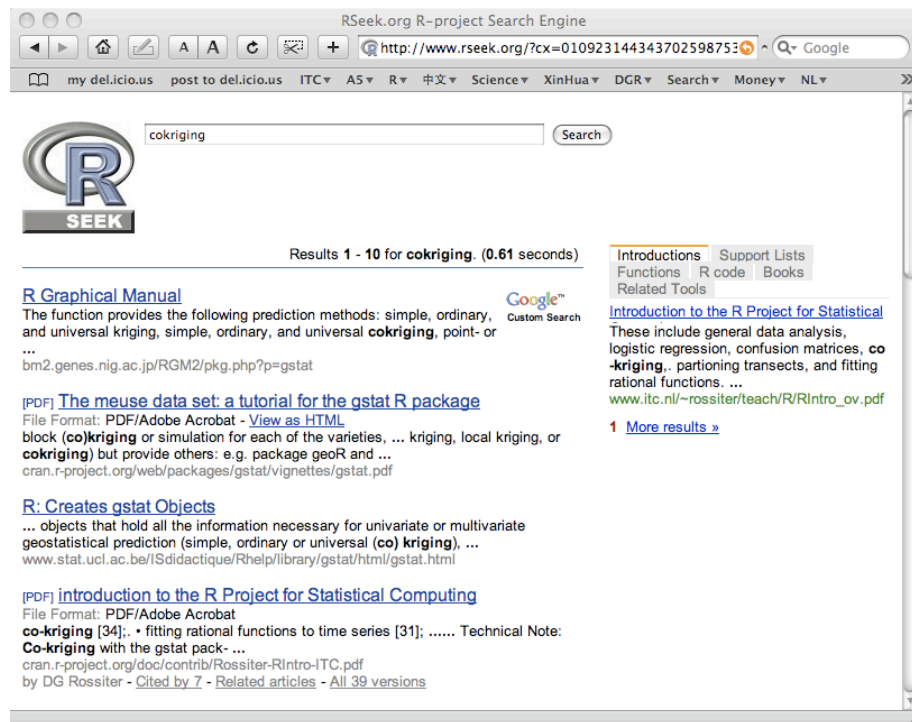 RSeek.org R-project Search Engine
A A http://www.rseek.org/?cx=010923144343702598753 Google
my del.icio.us post to del.icio.us ITC A5 R 中文 Science XinHua DGR Search Money NL
R
SEEK
cokriging
Search
Results 1 - 10 for cokriging. (0.61 seconds)
R Graphical Manual
The function provides the following prediction methods: simple, ordinary,
and universal kriging, simple, ordinary, and universal cokriging, point- or
...
bm2.genes.nig.ac.jp/RGM2/pkg.php?p=gstat
Google™
Custom Search
[PDF] The meuse data set: a tutorial for the gstat R package
File Format: PDF/Adobe Acrobat - View as HTML
block (co)kriging or simulation for each of the varieties, ... kriging, local kriging, or
cokriging) but provide others: e.g. package geoR and ...
cran.r-project.org/web/packages/gstat/vignettes/gstat.pdf
R: Creates gstat Objects
... objects that hold all the information necessary for univariate or multivariate
geostatistical prediction (simple, ordinary or universal (co) kriging), ...
www.stat.ucl.ac.be/ISdidactique/Rhelp/library/gstat/html/gstat.html
[PDF] introduction to the R Project for Statistical Computing
File Format: PDF/Adobe Acrobat
co-kriging [34];. • fitting rational functions to time series [31]; ...... Technical Note:
Co-kriging with the gstat pack- ...
cran.r-project.org/doc/contrib/Rossiter-RIntro-ITC.pdf
by DG Rossiter - Cited by 7 - Related articles - All 39 versions
Introductions Support Lists
Functions R code Books
Related Tools
Introduction to the R Project for Statistical
These include general data analysis,
logistic regression, confusion matrices, co
-kriging,. partioning transects, and fitting
rational functions. ...
www.itc.nl/~rossiter/teach/R/RIntro_ov.pdf
1 More results »